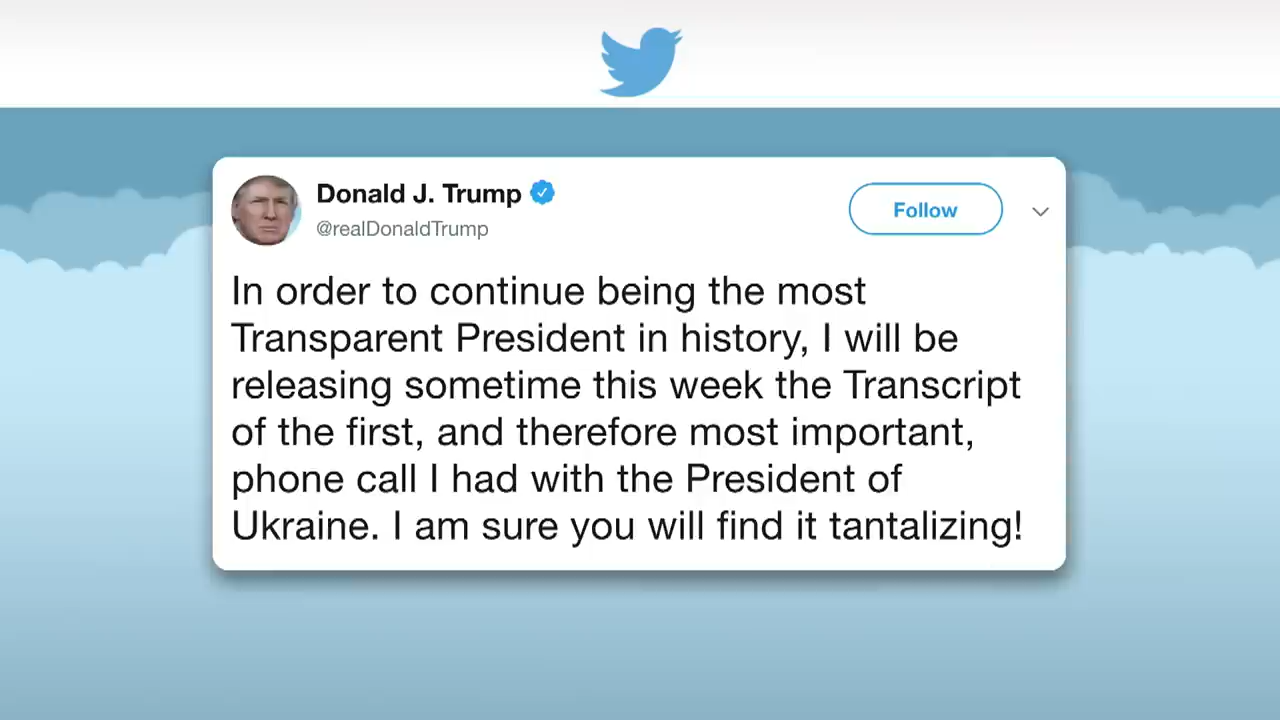 Donald J. Trump
@realDonaldTrump
Follow
In order to continue being the most
Transparent President in history, I will be
releasing sometime this week the Transcript
of the first, and therefore most important,
phone call I had with the President of
Ukraine. I am sure you will find it tantalizing!